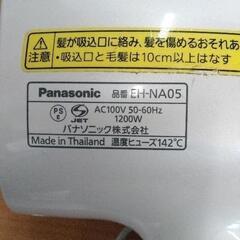 注意
髪が吸込口に絡み、髪を傷めるおそれあ
・吸込口と毛髪は10cm以上はなす
Panasonic 品番 EH-NA05
PS E JET AC100V 50-60Hz
1200W
パナソニック株式会社
Made in Thailand 温度ヒューズ142℃